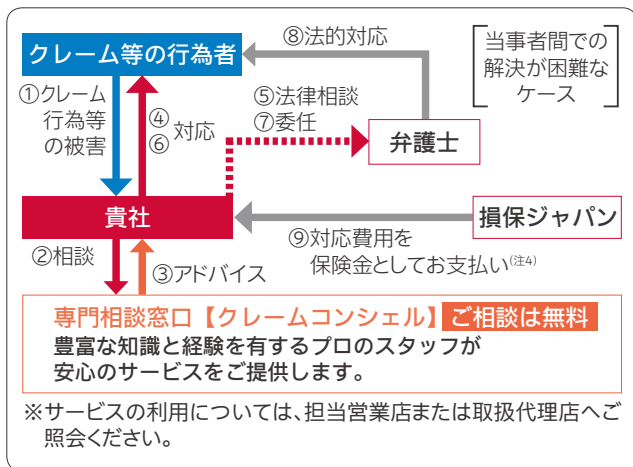 ⑧法的対応
クレーム等の行為者
当事者間での
解決が困難な
ケース
①クレーム
行為等
の被害
④
⑥
対応
⑤法律相談
⑦委任
弁護士
貴社
損保ジャパン
②相談
③アドバイス
⑨対応費用を
保険金としてお支払い(注4)
専門相談窓口【クレームコンシェル】 ご相談は無料
豊富な知識と経験を有するプロのスタッフが
安心のサービスをご提供します。
※サービスの利用については、担当営業店または取扱代理店へご
照会ください。